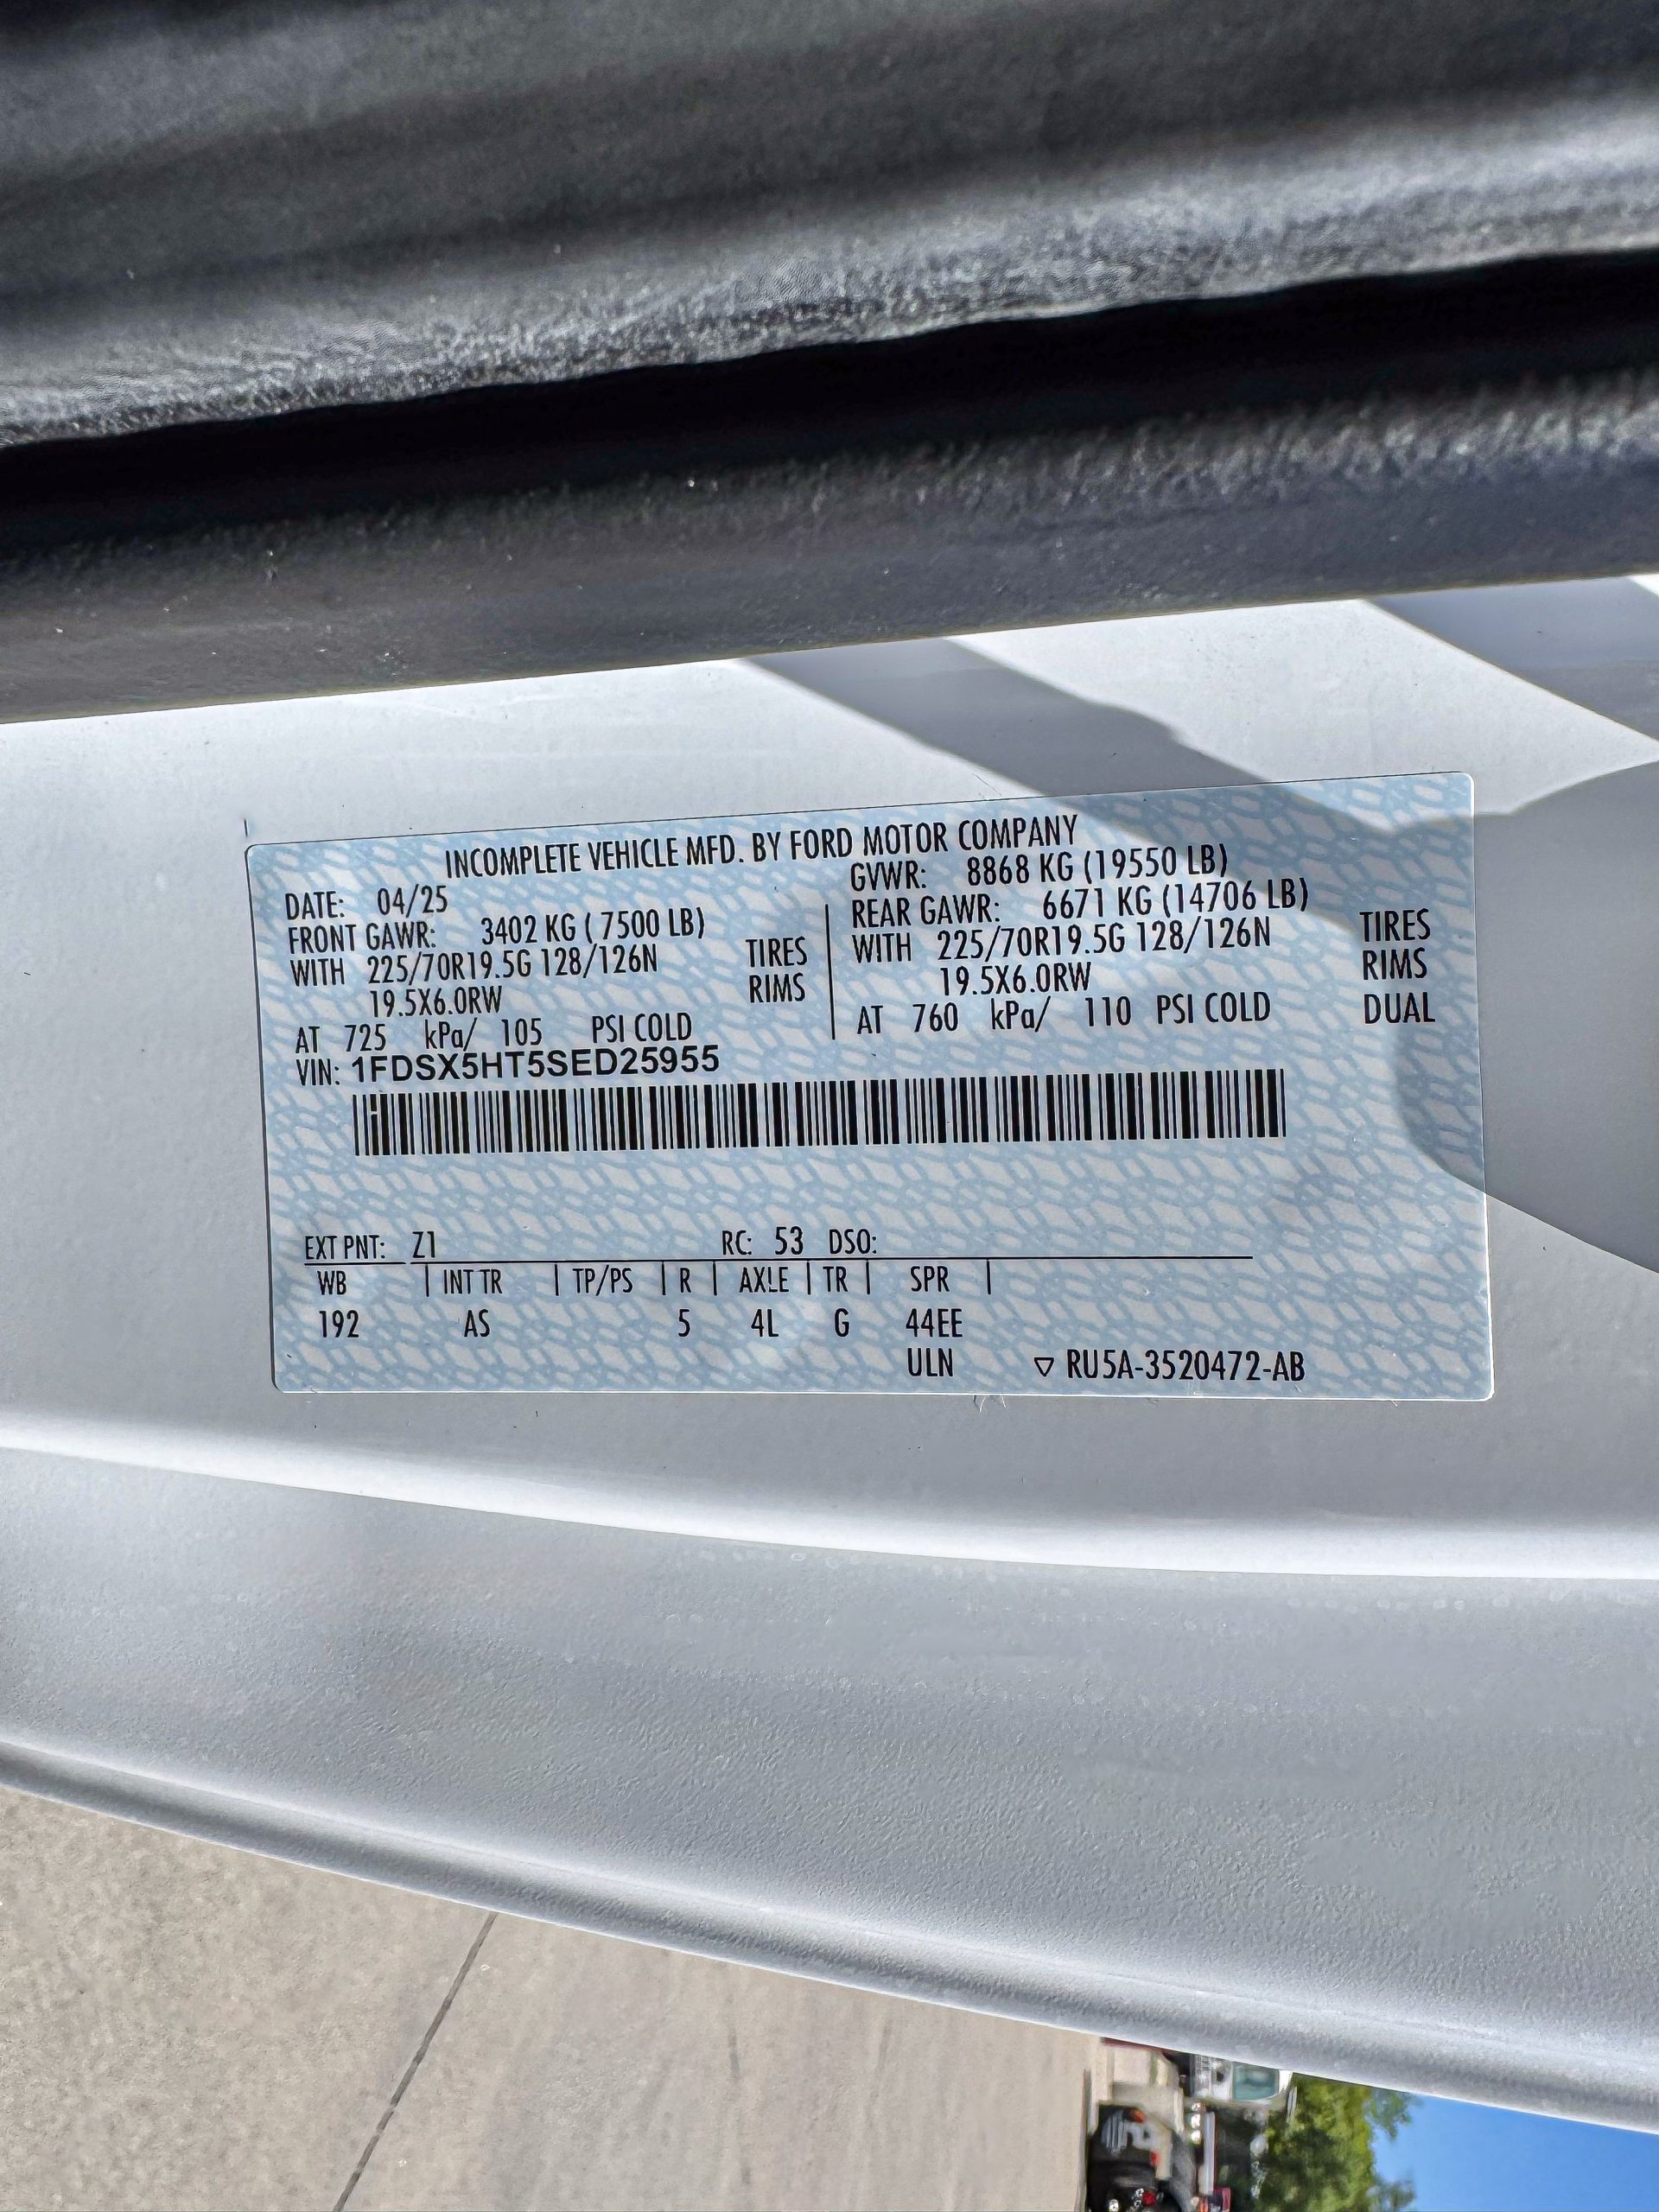 INCOMPLETE VEHICLE MFD. BY FORD MOTOR COMPANY
DATE: 04/25 GVWR: 8868 KG (19550 LB)
FRONT GAWR: 3402 KG ( 7500 LB) REAR GAWR: 6671 KG (14706 LB)
WITH 225/70R19.5G 128/126N TIRES WITH 225/70R19.5G 128/126N TIRES
19.5X6.0RW RIMS 19.5X6.0RW RIMS
AT 725 kPa/ 105 PSI COLD AT 760 kPa/ 110 PSI COLD DUAL
VIN: 1FDSX5HT5SED25955
EXT PNT: Z1 RC: 53 DSO:
WB | INT TR | TP/PS | R | AXLE | TR | SPR |
192 AS 5 4L G 44EE
ULN ▽ RU5A-3520472-AB